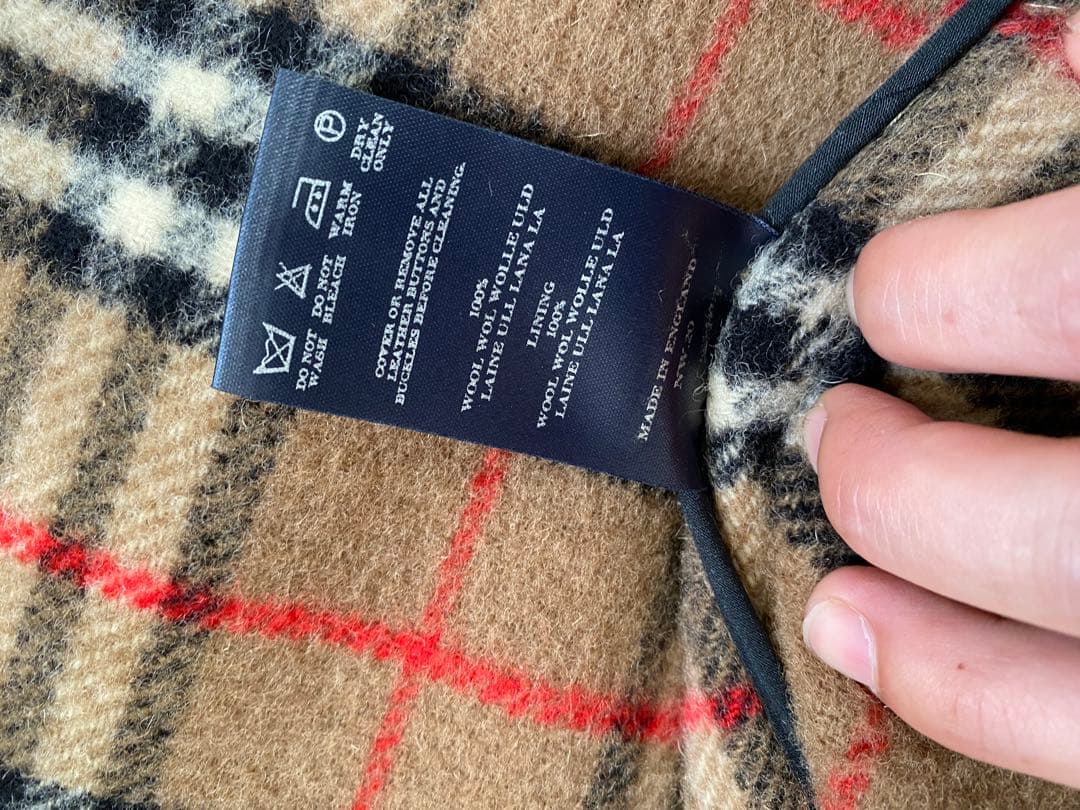 DO NOT
WASH
DO NOT
BLEACH
WARM
IRON
P
DRY
CLEAN
ONLY
COVER OR REMOVE ALL
LEATHER BUTTONS AND
BUCKLES BEFORE CLEANING.
100%
WOOL WOL WOLLE ULD
LAINE ULL LANA LA
LINING
100%
WOOL WOL WOLLE ULD
LAINE ULL LANA LA
MADE IN ENGLAND